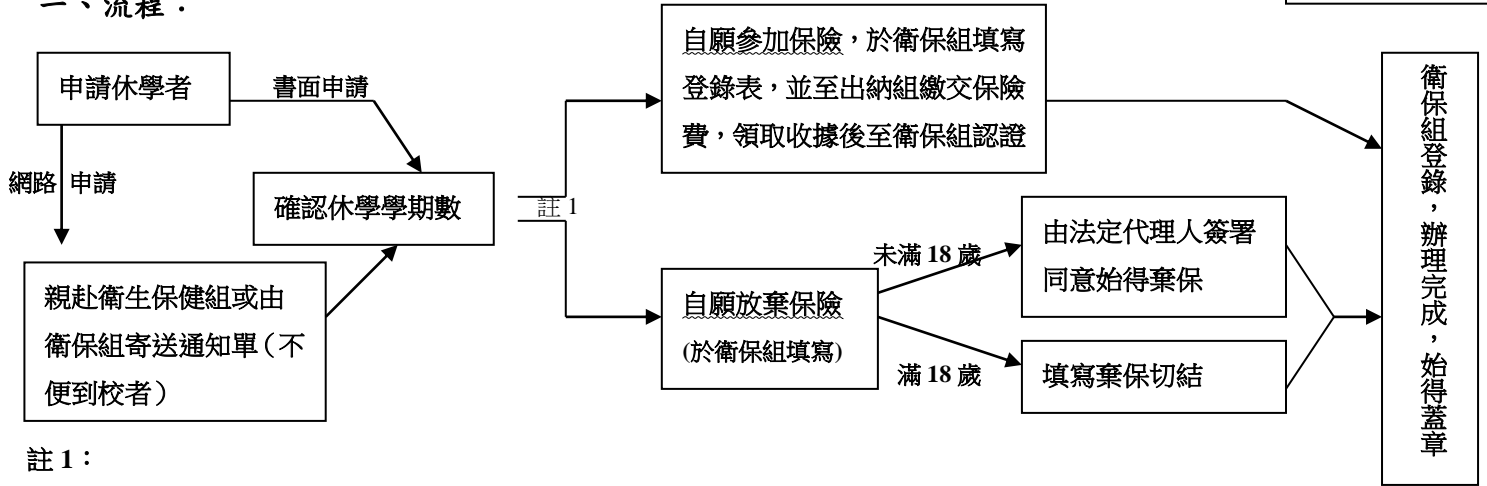 一、流程：
申請休學者
書面申請
網路 申請
確認休學學期數
親赴衛生保健組或由
衛保組寄送通知單（不
便到校者）
註 1
自願參加保險，於衛保組填寫
登錄表，並至出納組繳交保險
費，領取收據後至衛保組認證
自願放棄保險
(於衛保組填寫)
未滿 18 歲
由法定代理人簽署
同意始得棄保
滿 18 歲
填寫棄保切結
衛保組登錄，辦理完成，始得蓋章
註 1：